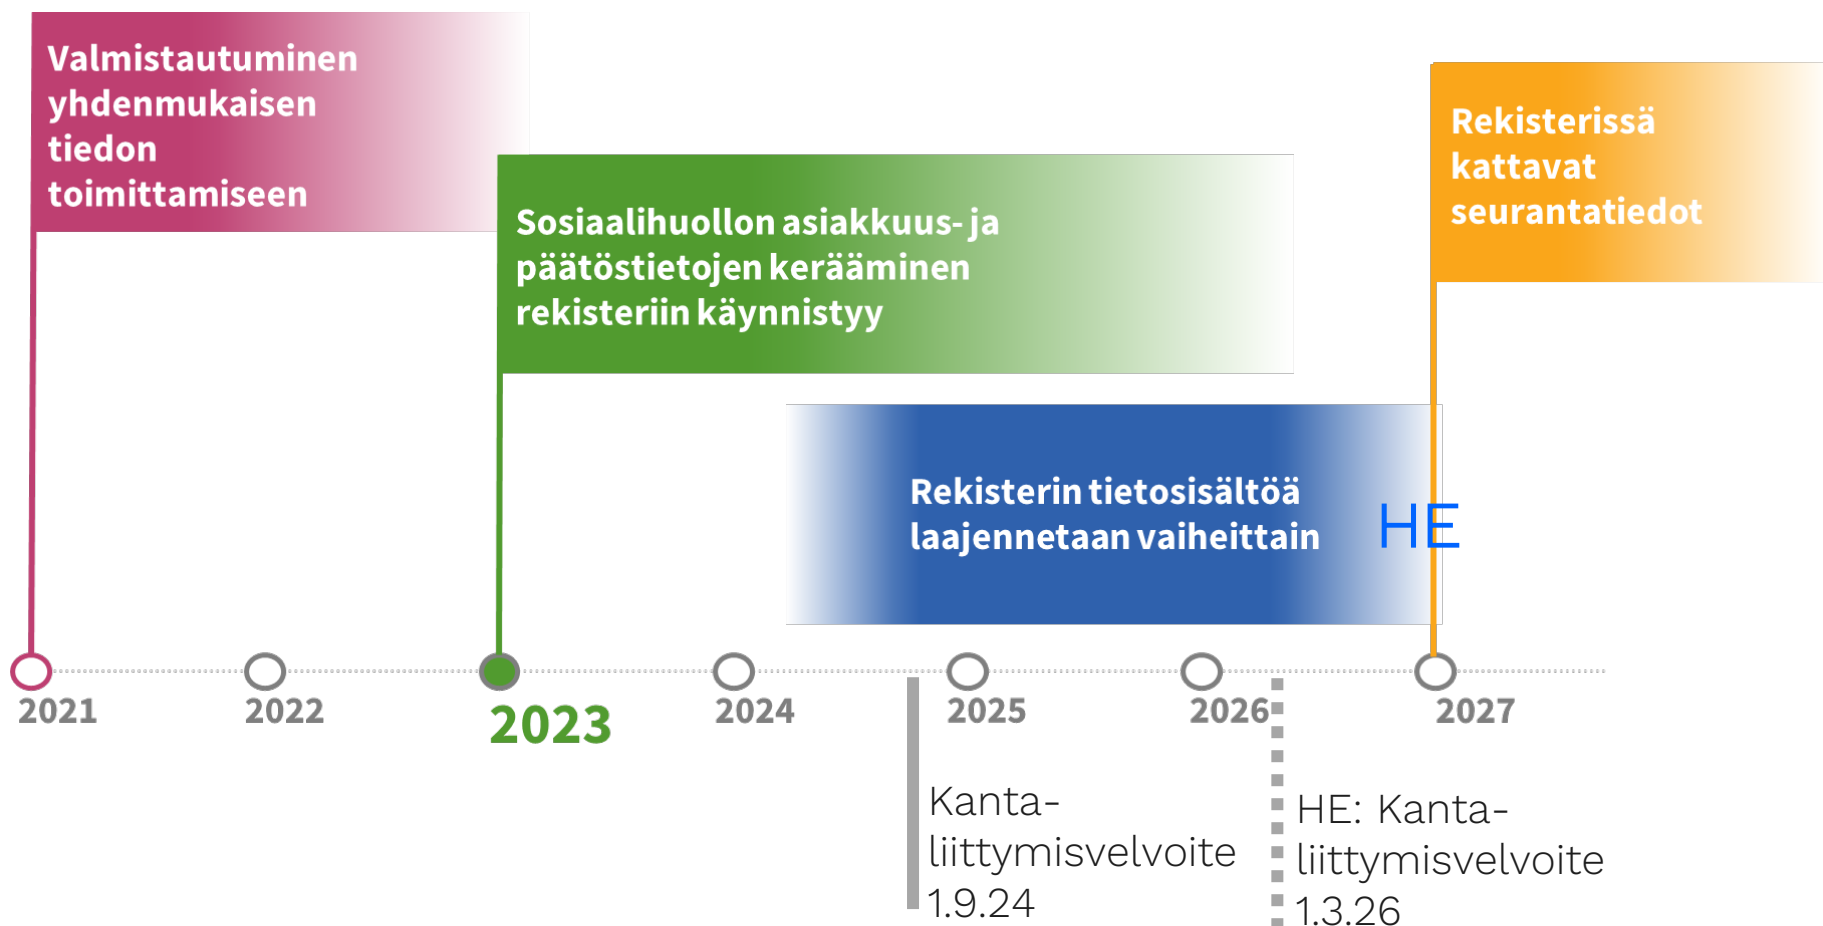 Valmistautuminen
yhdenmukaisen
tiedon
toimittamiseen
Sosiaalihuollon asiakkuus- ja
päätöstietojen kerääminen
rekisteriin käynnistyy
Rekisterissä
kattavat
seurantatiedot
Rekisterin tietosisältöä
laajennetaan vaiheittain
HE
2021
2022
2023
2024
2025
2026
2027
Kanta-
liittymisvelvoite
1.9.24
HE: Kanta-
liittymisvelvoite
1.3.26